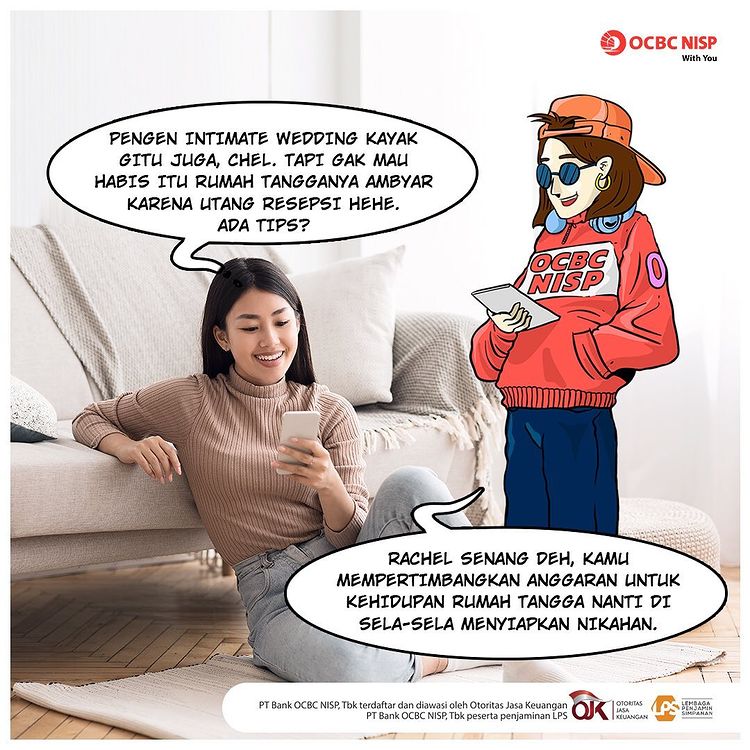 OCBC NISP
With You
PENGEN INTIMATE WEDDING KAYAK
GITU JUGA, CHEL. TAPI GAK MAU
HABIS ITU RUMAH TANGGANYA AMBYAR
KARENA UTANG RESEPSI HEHE.
ADA TIPS?
OCBC
NISP
O
RACHEL SENANG DEH, KAMU
MEMPERTIMBANGKAN ANGGARAN UNTUK
KEHIDUPAN RUMAH TANGGA NANTI DI
SELA-SELA MENYIAPKAN NIKAHAN.
PT Bank OCBC NISP, Tbk terdaftar dan diawasi oleh Otoritas Jasa Keuangan
PT Bank OCBC NISP, Tbk peserta penjaminan LPS
OJK
OTORITAS
JASA
KEUANGAN
LPS
LEMBAGA
PENJAMIN
SIMPANAN